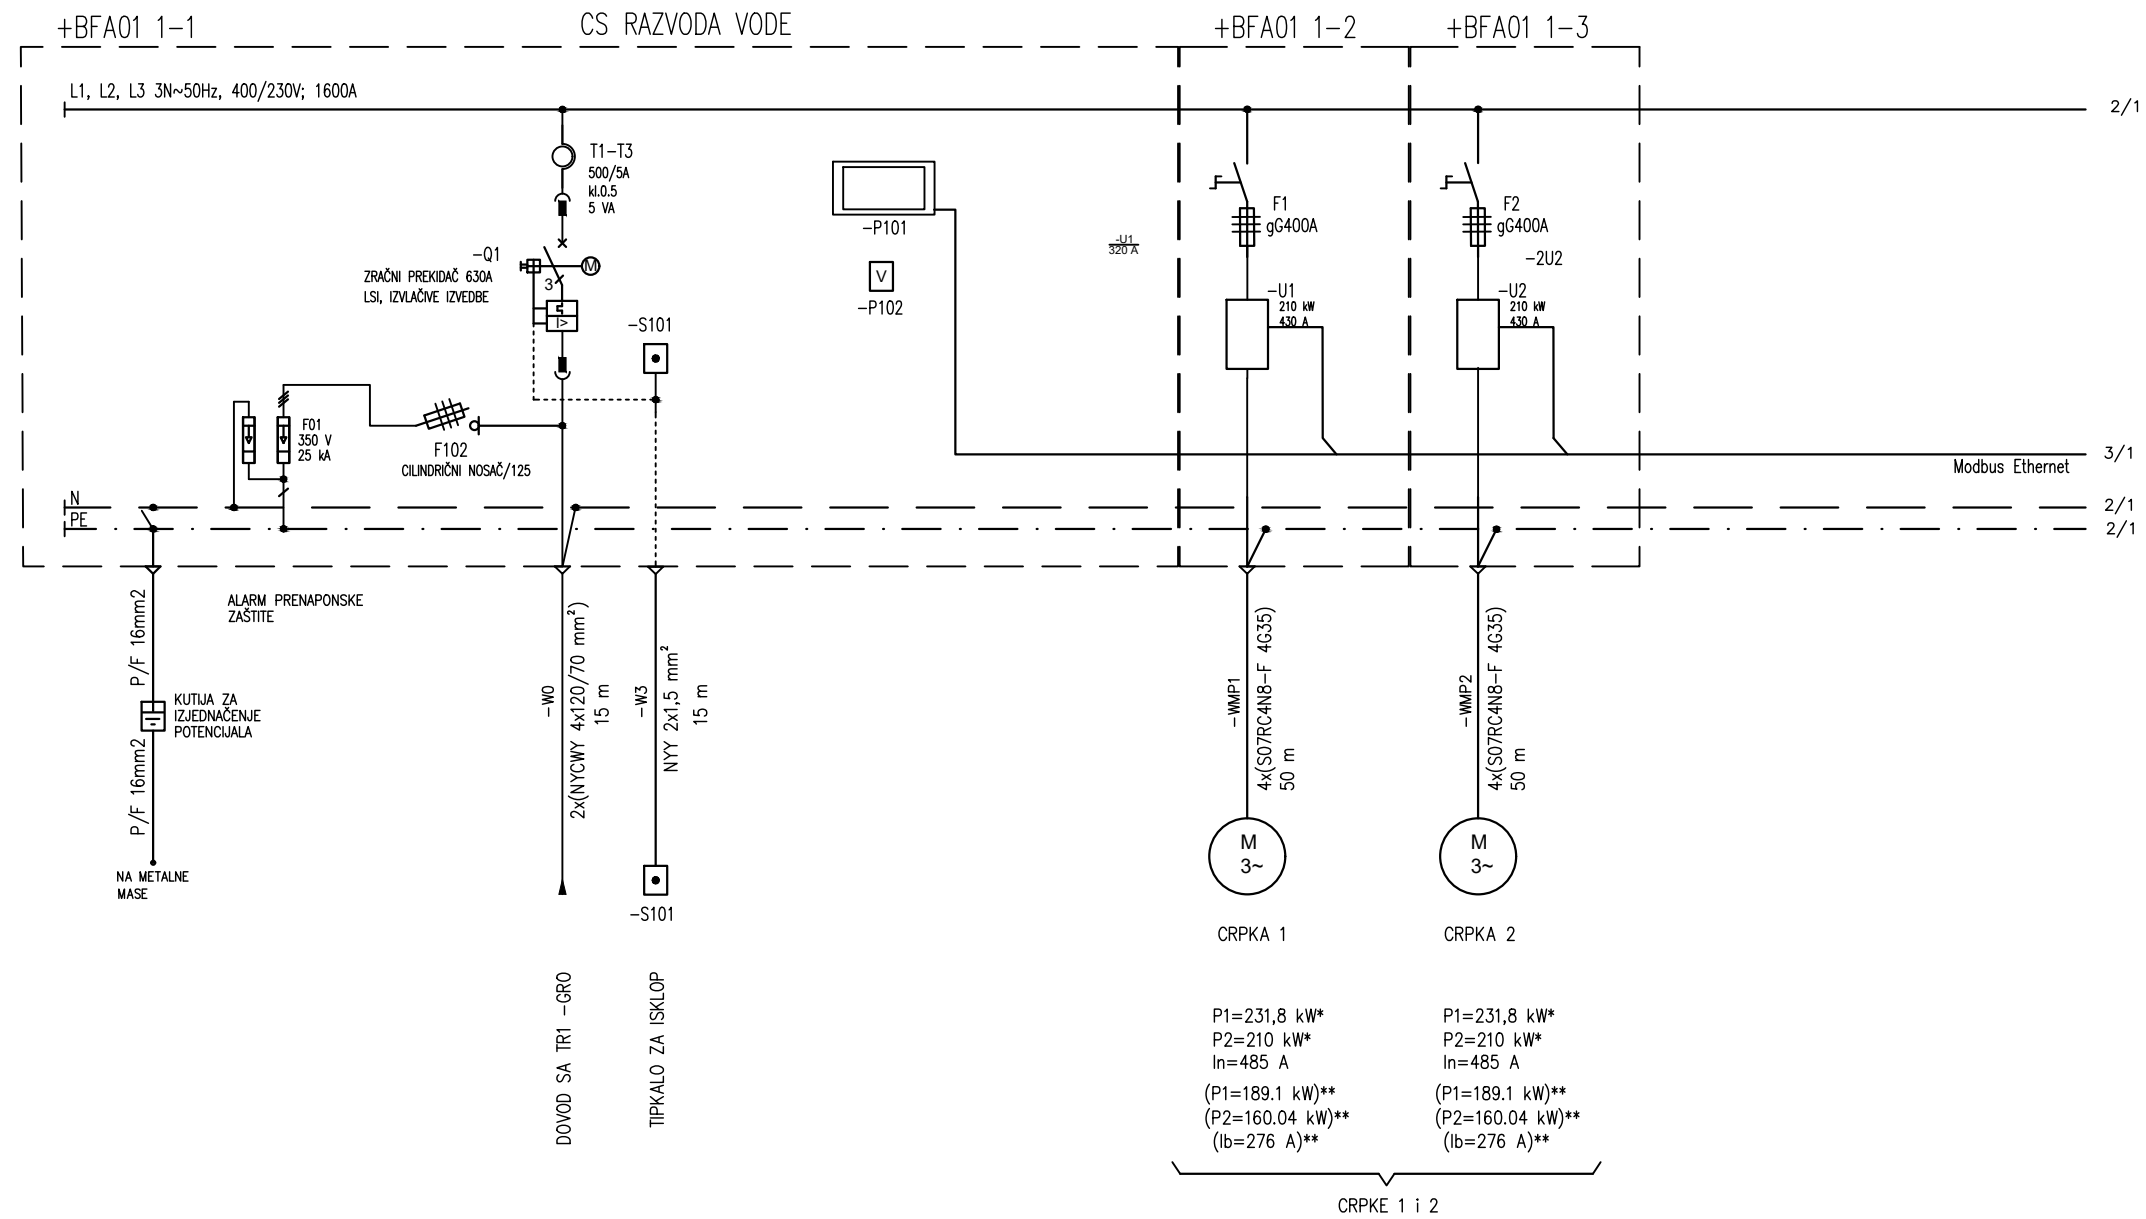 +BFA01 1-1
CS RAZVODA VODE
+BFA01 1-2
+BFA01 1-3
L1, L2, L3 3N~50Hz, 400/230V; 1600A
2/1
T1-T3
500/5A
kl.0.5
5 VA
-Q1
ZRAČNI PREKIDAČ 630A
LSI, IZVLAČIVE IZVEDBE
M
3
I>
-P101
V
-P102
-U1
320 A
F1
gG400A
-U1
210 kW
430 A
F2
gG400A
-2U2
-U2
210 kW
430 A
-S101
F01
350 V
25 kA
F102
CILINDRIČNI NOSAČ/125
3/1
Modbus Ethernet
N
2/1
PE
2/1
ALARM PRENAPONSKE
ZAŠTITE
P/F 16mm2
KUTIJA ZA
IZJEDNAČENJE
POTENCIJALA
P/F 16mm2
NA METALNE
MASE
-W0
2x(NYCWY 4x120/70 mm²)
15 m
-W3
NYY 2x1,5 mm²
15 m
-S101
-WMP1
4x(S07RC4N8-F 4G35)
50 m
-WMP2
4x(S07RC4N8-F 4G35)
50 m
M
3~
M
3~
CRPKA 1
CRPKA 2
DOVOD SA TR1 -GRO
TIPKALO ZA ISKLOP
P1=231,8 kW*
P2=210 kW*
In=485 A
(P1=189.1 kW)**
(P2=160.04 kW)**
(Ib=276 A)**
P1=231,8 kW*
P2=210 kW*
In=485 A
(P1=189.1 kW)**
(P2=160.04 kW)**
(Ib=276 A)**
CRPKE 1 i 2